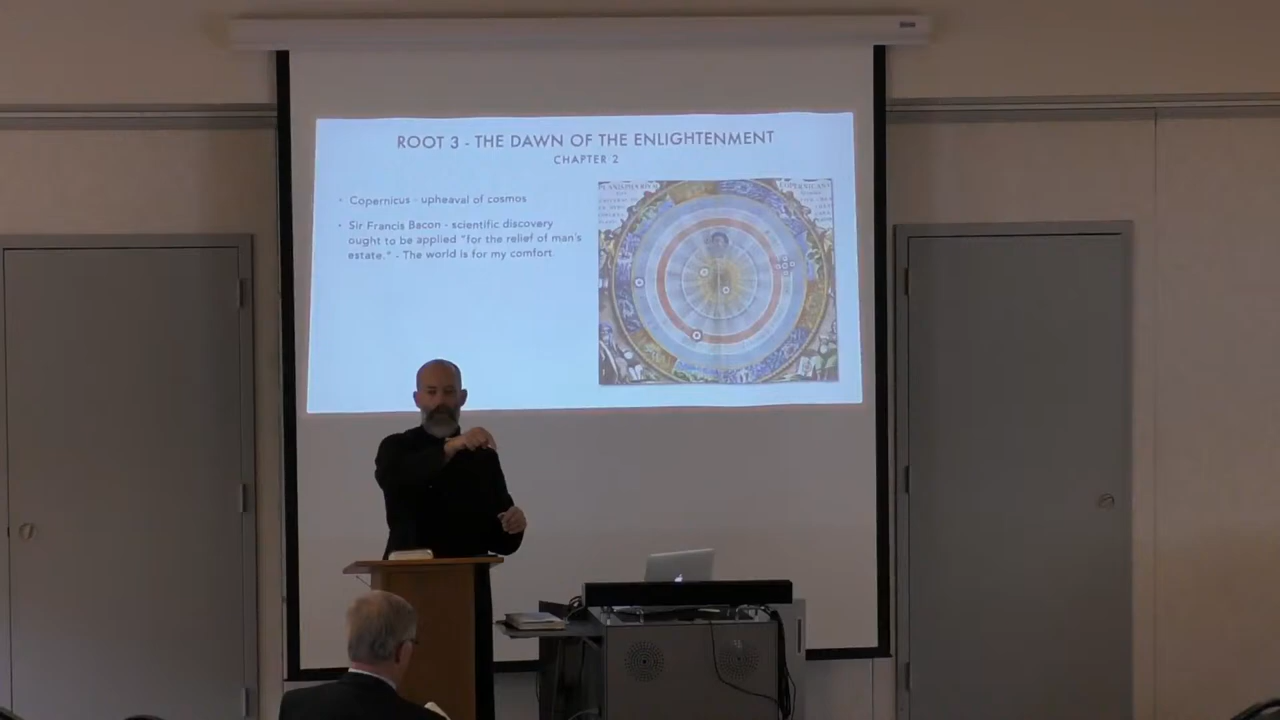 ROOT 3 - THE DAWN OF THE ENLIGHTENMENT
CHAPTER 2
• Copernicus - upheaval of cosmos
• Sir Francis Bacon - scientific discovery
ought to be applied "for the relief of man's
estate." - The world is for my comfort.